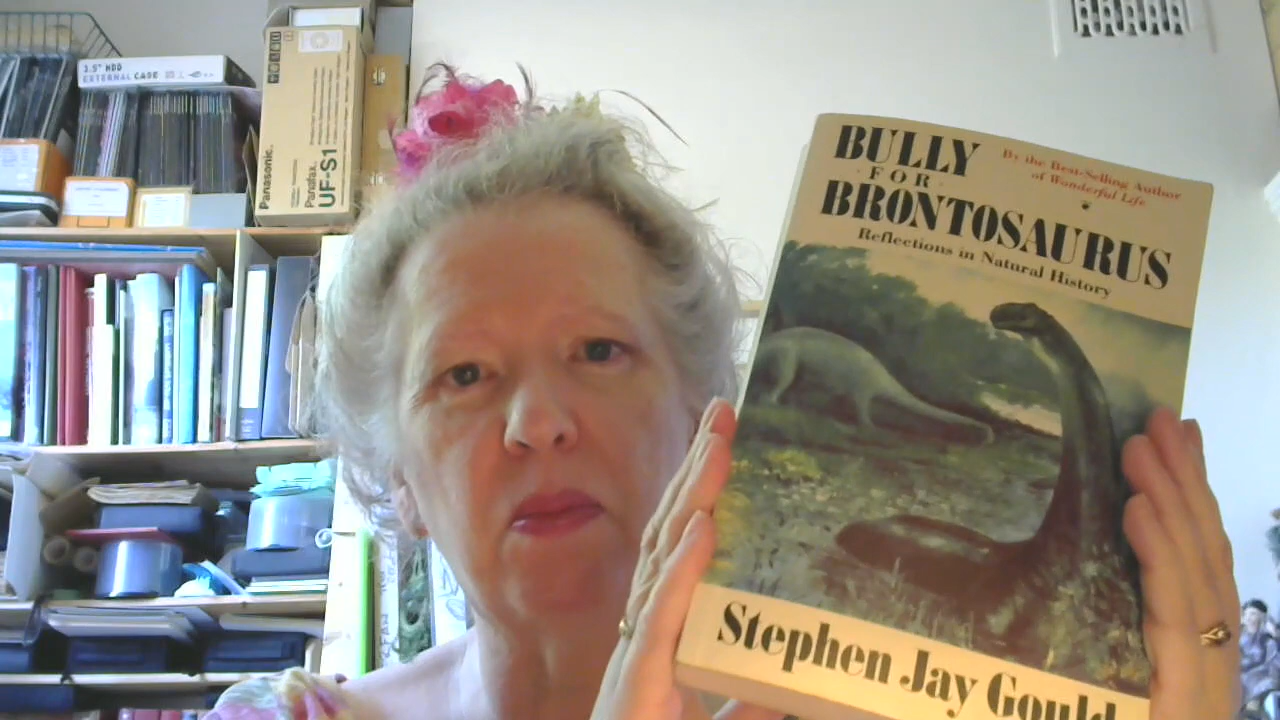 3.5" HDD
EXTERNAL CASE
Panasonic.
Panafax.
UF-S1
BULLY
FOR
BRONTOSAURUS
By the Best-Selling Author
of Wonderful Life
Reflections in Natural History
Stephen Jay Gould